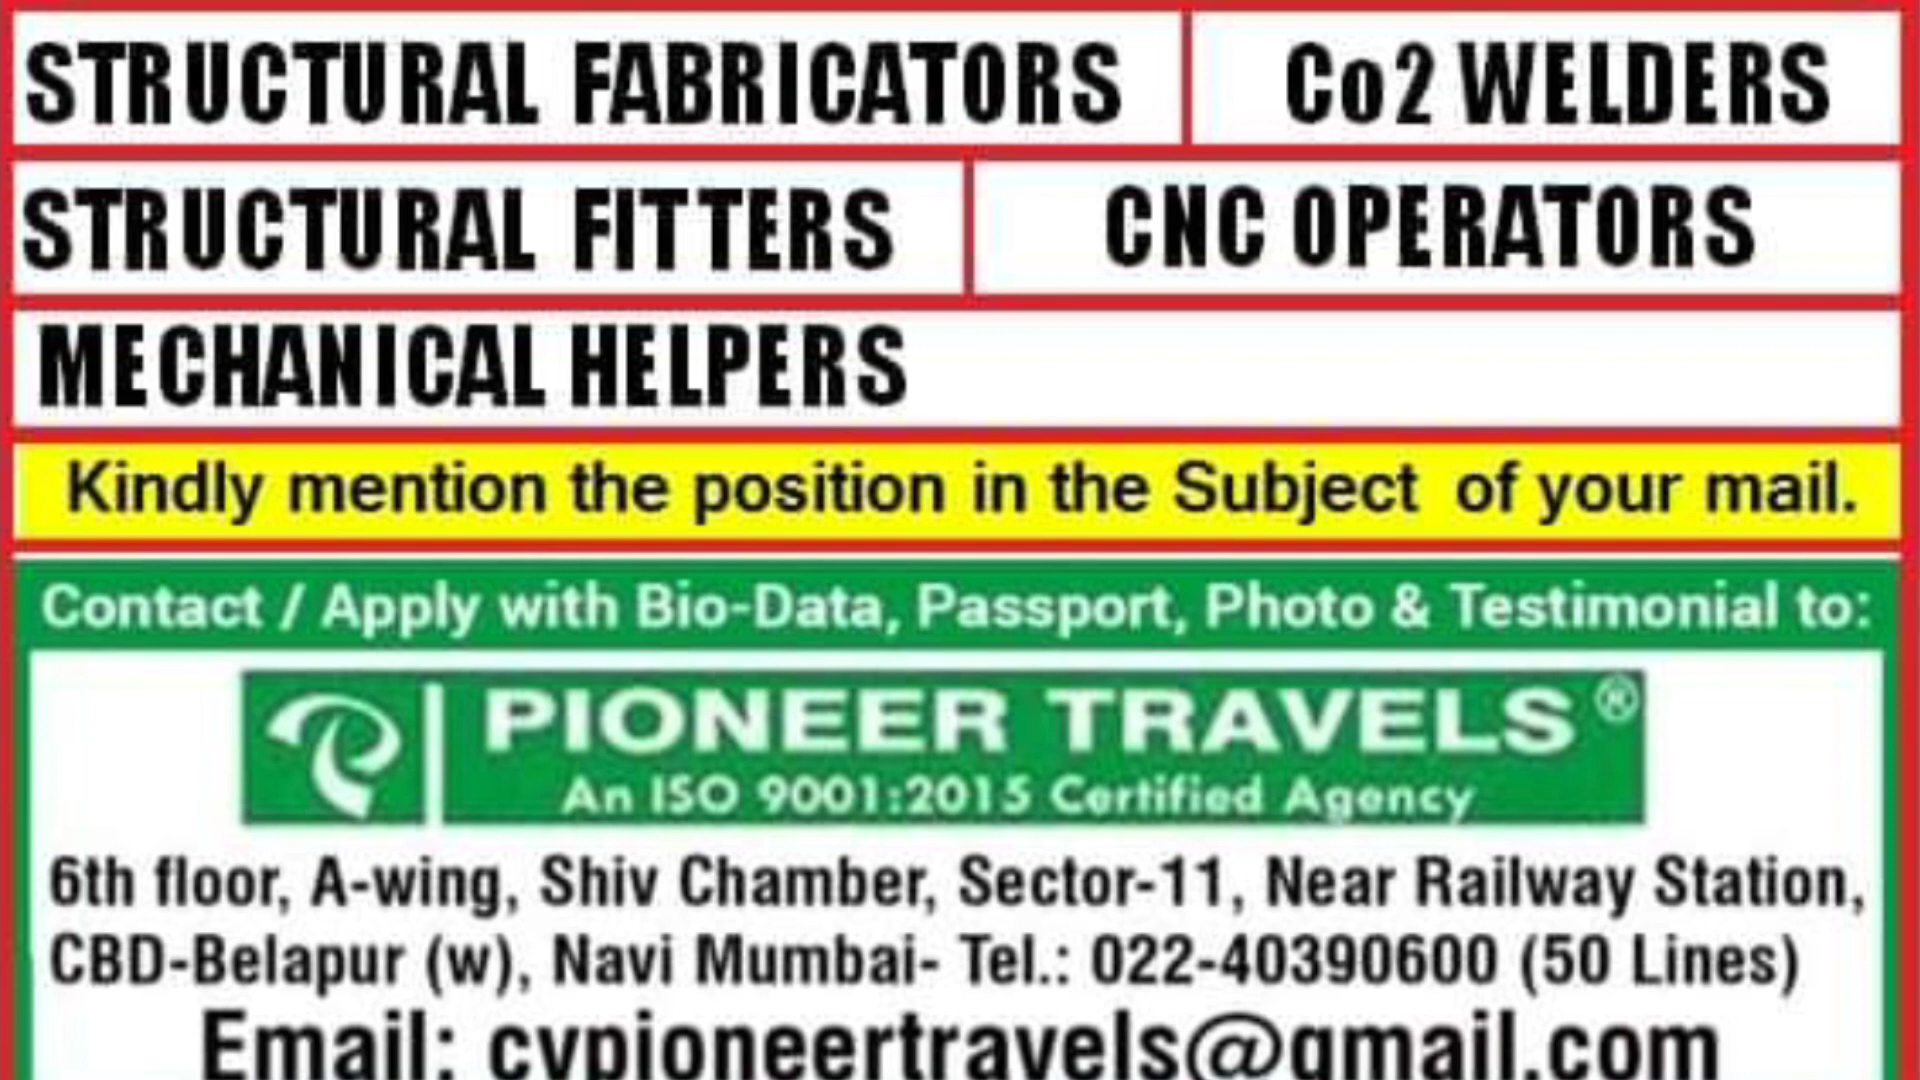 STRUCTURAL FABRICATORS
Co2 WELDERS
STRUCTURAL FITTERS
CNC OPERATORS
MECHANICAL HELPERS
Kindly mention the position in the Subject of your mail.
Contact / Apply with Bio-Data, Passport, Photo & Testimonial to:
PIONEER TRAVELS ®
An ISO 9001:2015 Certified Agency
6th floor, A-wing, Shiv Chamber, Sector-11, Near Railway Station,
CBD-Belapur (w), Navi Mumbai- Tel.: 022-40390600 (50 Lines)
Email: cvpioneertravels@gmail.com